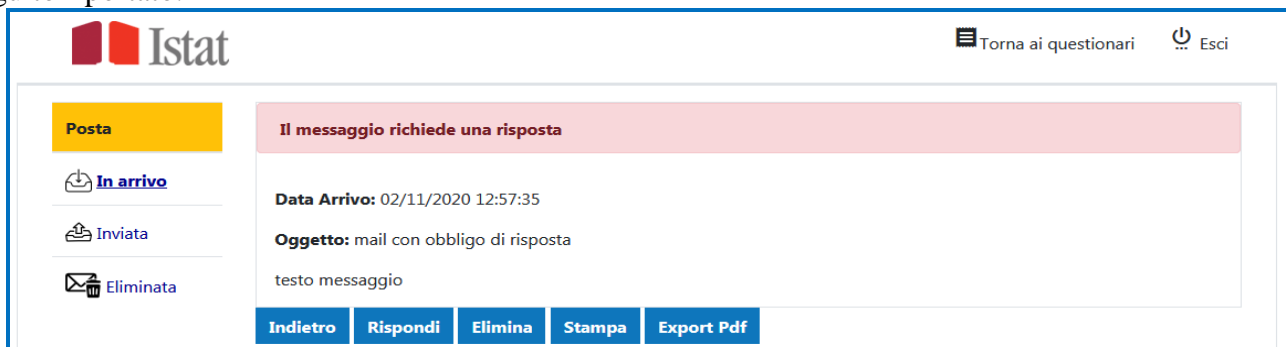 Istat
Torna ai questionari Esci
Posta
Il messaggio richiede una risposta
In arrivo
Data Arrivo: 02/11/2020 12:57:35
Inviata
Oggetto: mail con obbligo di risposta
Eliminata
testo messaggio
Indietro Rispondi Elimina Stampa Export Pdf